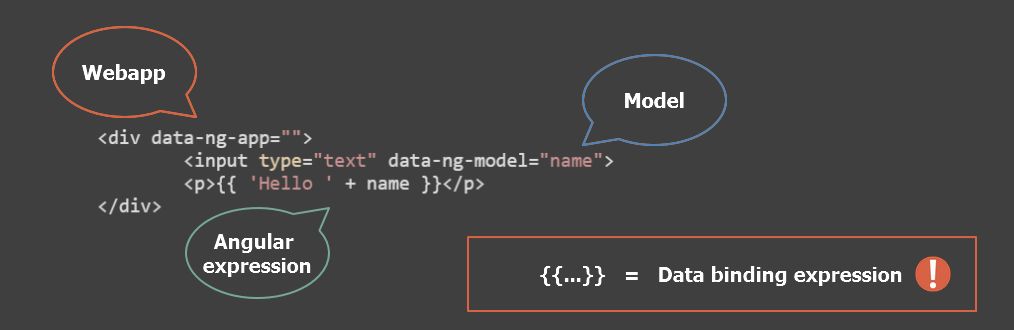 Webapp
Model
<div data-ng-app="">
<input type="text" data-ng-model="name">
<p>{{ 'Hello ' + name }}</p>
</div>
Angular
expression
{{...}} = Data binding expression !